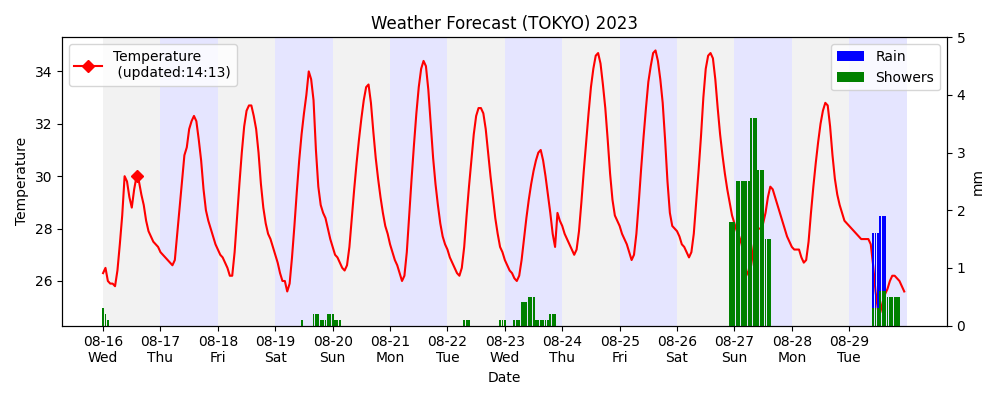 Weather Forecast (TOKYO) 2023
Temperature
(updated:14:13)
Rain
Showers
Temperature
34
32
30
28
26
5
4
3
2
1
0
mm
08-16 08-17 08-18 08-19 08-20 08-21 08-22 08-23 08-24 08-25 08-26 08-27 08-28 08-29
Wed Thu Fri Sat Sun Mon Tue Wed Thu Fri Sat Sun Mon Tue
Date